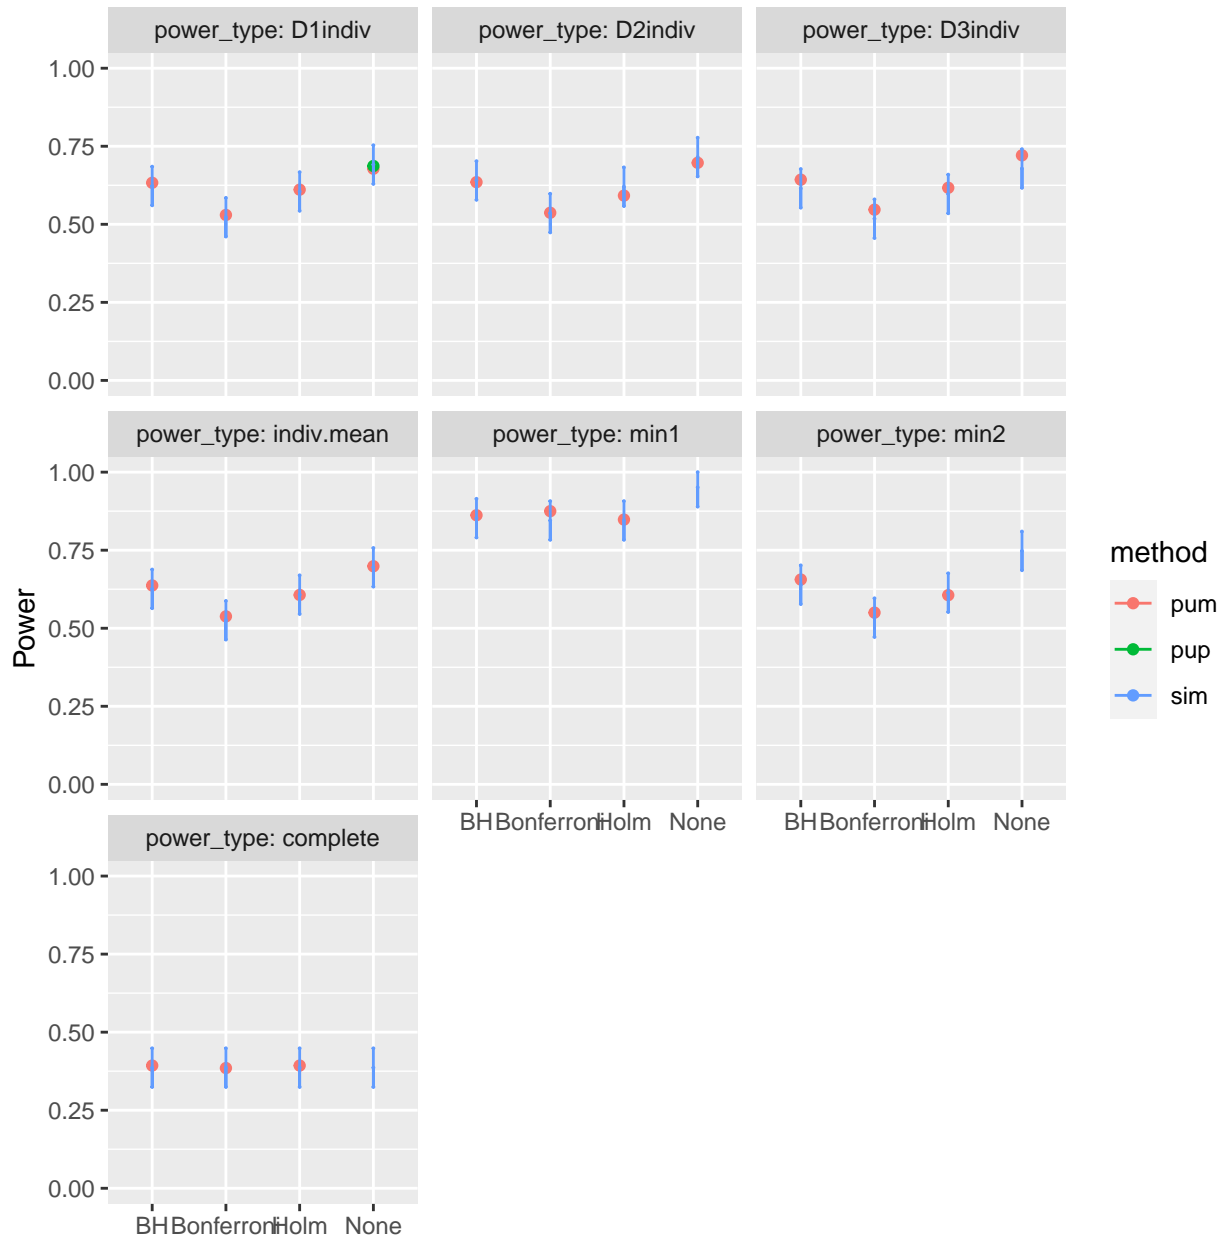 power_type: D1indiv
power_type: D2indiv
power_type: D3indiv
1.00
0.75
0.50
0.25
0.00
power_type: indiv.mean
power_type: min1
power_type: min2
1.00
0.75
0.50
0.25
0.00
BH Bonferroni Holm None
BH Bonferroni Holm None
power_type: complete
1.00
0.75
0.50
0.25
0.00
BH Bonferroni Holm None
Power
method
pum
pup
sim